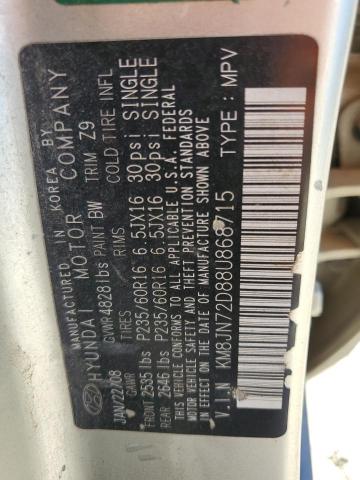 MANUFACTURED IN KOREA BY
HYUNDAI MOTOR COMPANY
GVWR 4828 lbs PAINT BW TRIM Z9
JAN/22/08
GAWR TIRES RIMS COLD TIRE INFL
FRONT 2535 lbs P235/60R16 6.5JX16 30psi SINGLE
REAR 2646 lbs P235/60R16 6.5JX16 30psi SINGLE
THIS VEHICLE CONFORMS TO ALL APPLICABLE U.S.A. FEDERAL
MOTOR VEHICLE SAFETY AND THEFT PREVENTION STANDARDS
IN EFFECT ON THE DATE OF MANUFACTURE SHOWN ABOVE
V.I.N KM8JN72D88U868715 TYPE : MPV